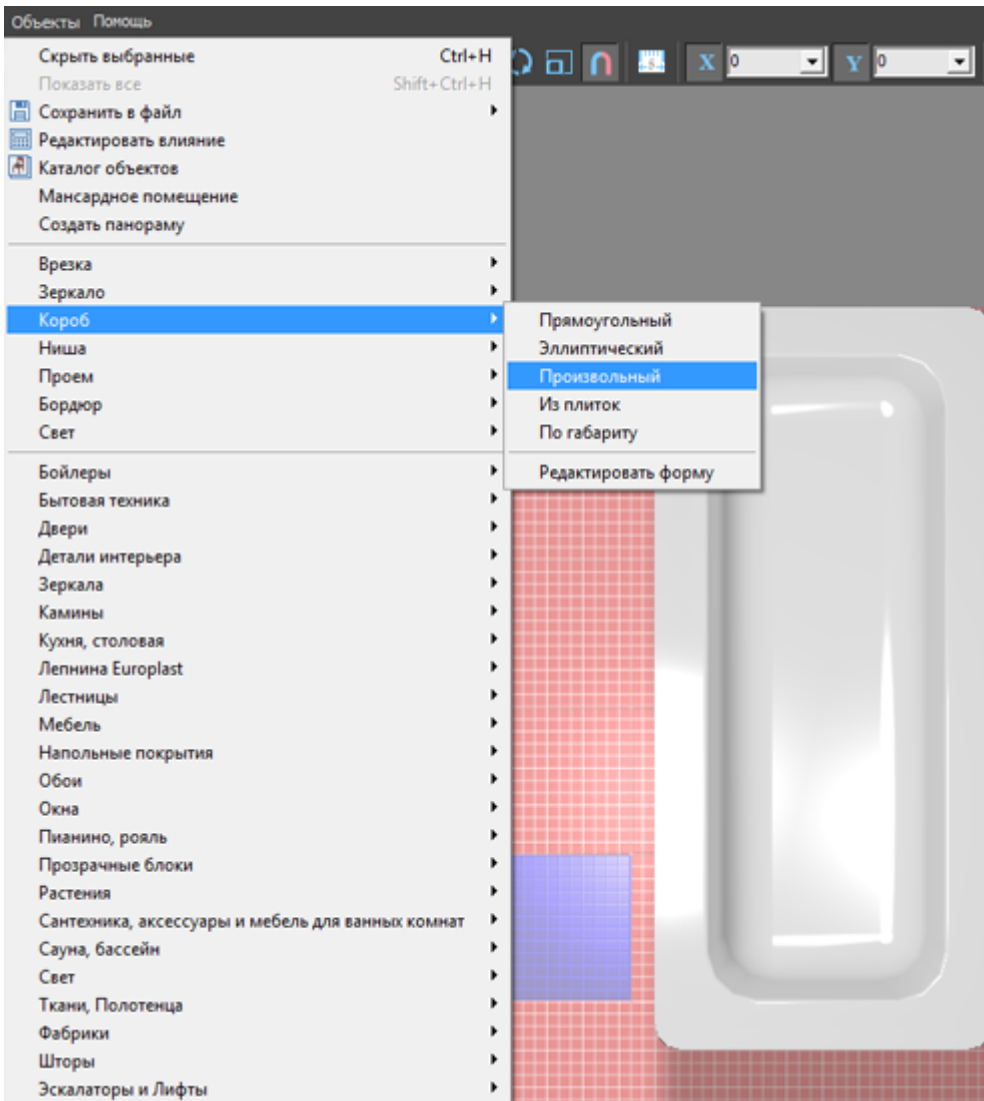 Объекты Помощь
Скрыть выбранные Ctrl+H
Показать все Shift+Ctrl+H
Сохранить в файл
Редактировать влияние
Каталог объектов
Мансардное помещение
Создать панораму
Врезка
Зеркало
Короб
Ниша
Проем
Бордюр
Свет
Бойлеры
Бытовая техника
Двери
Детали интерьера
Зеркала
Камины
Кухня, столовая
Лепнина Europlast
Лестницы
Мебель
Напольные покрытия
Обои
Окна
Пианино, рояль
Прозрачные блоки
Растения
Сантехника, аксессуары и мебель для ванных комнат
Сауна, бассейн
Свет
Ткани, Полотенца
Фабрики
Шторы
Эскалаторы и Лифты
Прямоугольный
Эллиптический
Произвольный
Из плиток
По габариту
Редактировать форму
X 0 Y 0